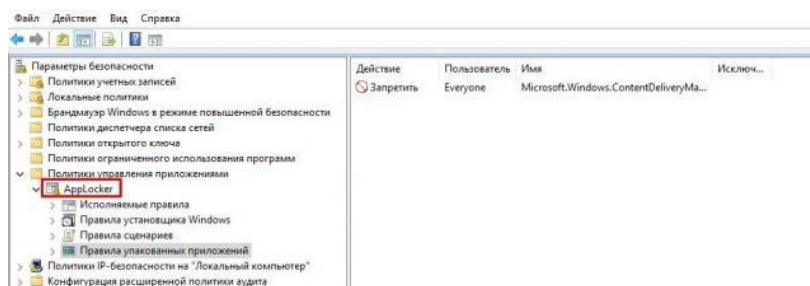 Файл Действие Вид Справка
Параметры безопасности
Политики учетных записей
Локальные политики
Брандмауэр Windows в режиме повышенной безопасности
Политики диспетчера списка сетей
Политики открытого ключа
Политики ограниченного использования программ
Политики управления приложениями
AppLocker
Исполняемые правила
Правила установщика Windows
Правила сценариев
Правила упакованных приложений
Политики IP-безопасности на "Локальный компьютер"
Конфигурация расширенной политики аудита
Действие Пользователь Имя Исключ...
Запретить Everyone Microsoft.Windows.ContentDeliveryMa...